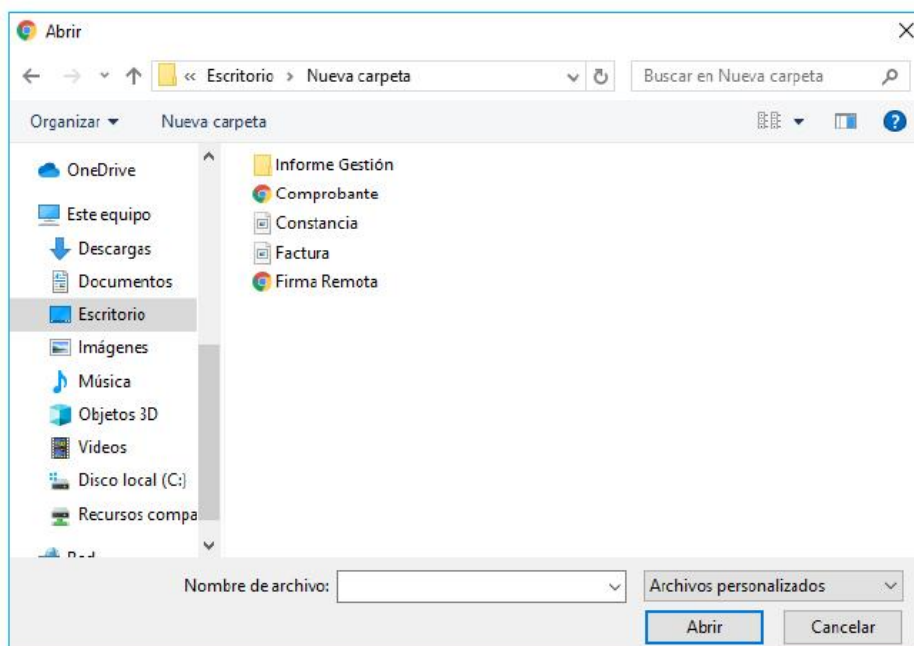 Abrir
« Escritorio › Nueva carpeta
Buscar en Nueva carpeta
Organizar
Nueva carpeta
OneDrive
Este equipo
Descargas
Documentos
Escritorio
Imágenes
Música
Objetos 3D
Videos
Disco local (C:)
Recursos compa
Informe Gestión
Comprobante
Constancia
Factura
Firma Remota
Nombre de archivo:
Archivos personalizados
Abrir
Cancelar